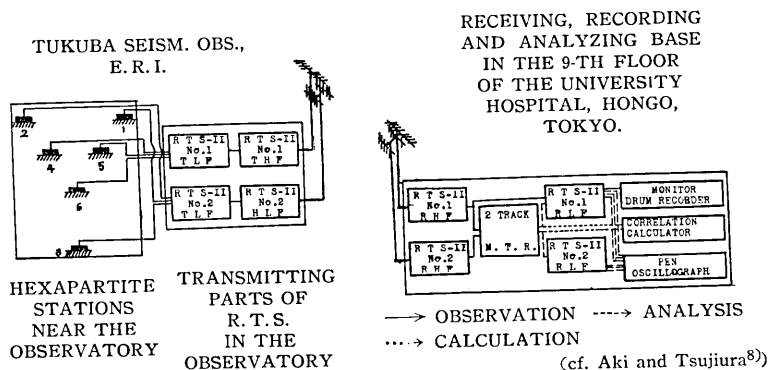 TUKUBA SEISM. OBS.,
E. R. I.
2
1
4
5
6
R T S-II
No.1
T L F
R T S-II
No.1
T H F
R T S-II
No.2
T L F
R T S-II
No.2
H L F
HEXAPARTITE
STATIONS
NEAR THE
OBSERVATORY
TRANSMITTING
PARTS OF
R. T. S.
IN THE
OBSERVATORY
RECEIVING, RECORDING
AND ANALYZING BASE
IN THE 9-TH FLOOR
OF THE UNIVERSITY
HOSPITAL, HONGO,
TOKYO.
R T S-II
No.1
R H F
R T S-II
No.2
R H F
2 TRACK
M. T. R.
R T S-II
No.1
R L F
R T S-II
No.2
R L F
MONITOR
DRUM RECORDER
CORRELATION
CALCULATOR
PEN
OSCILLOGRAPH
OBSERVATION
ANALYSIS
CALCULATION
(cf. Aki and Tsujiura8))